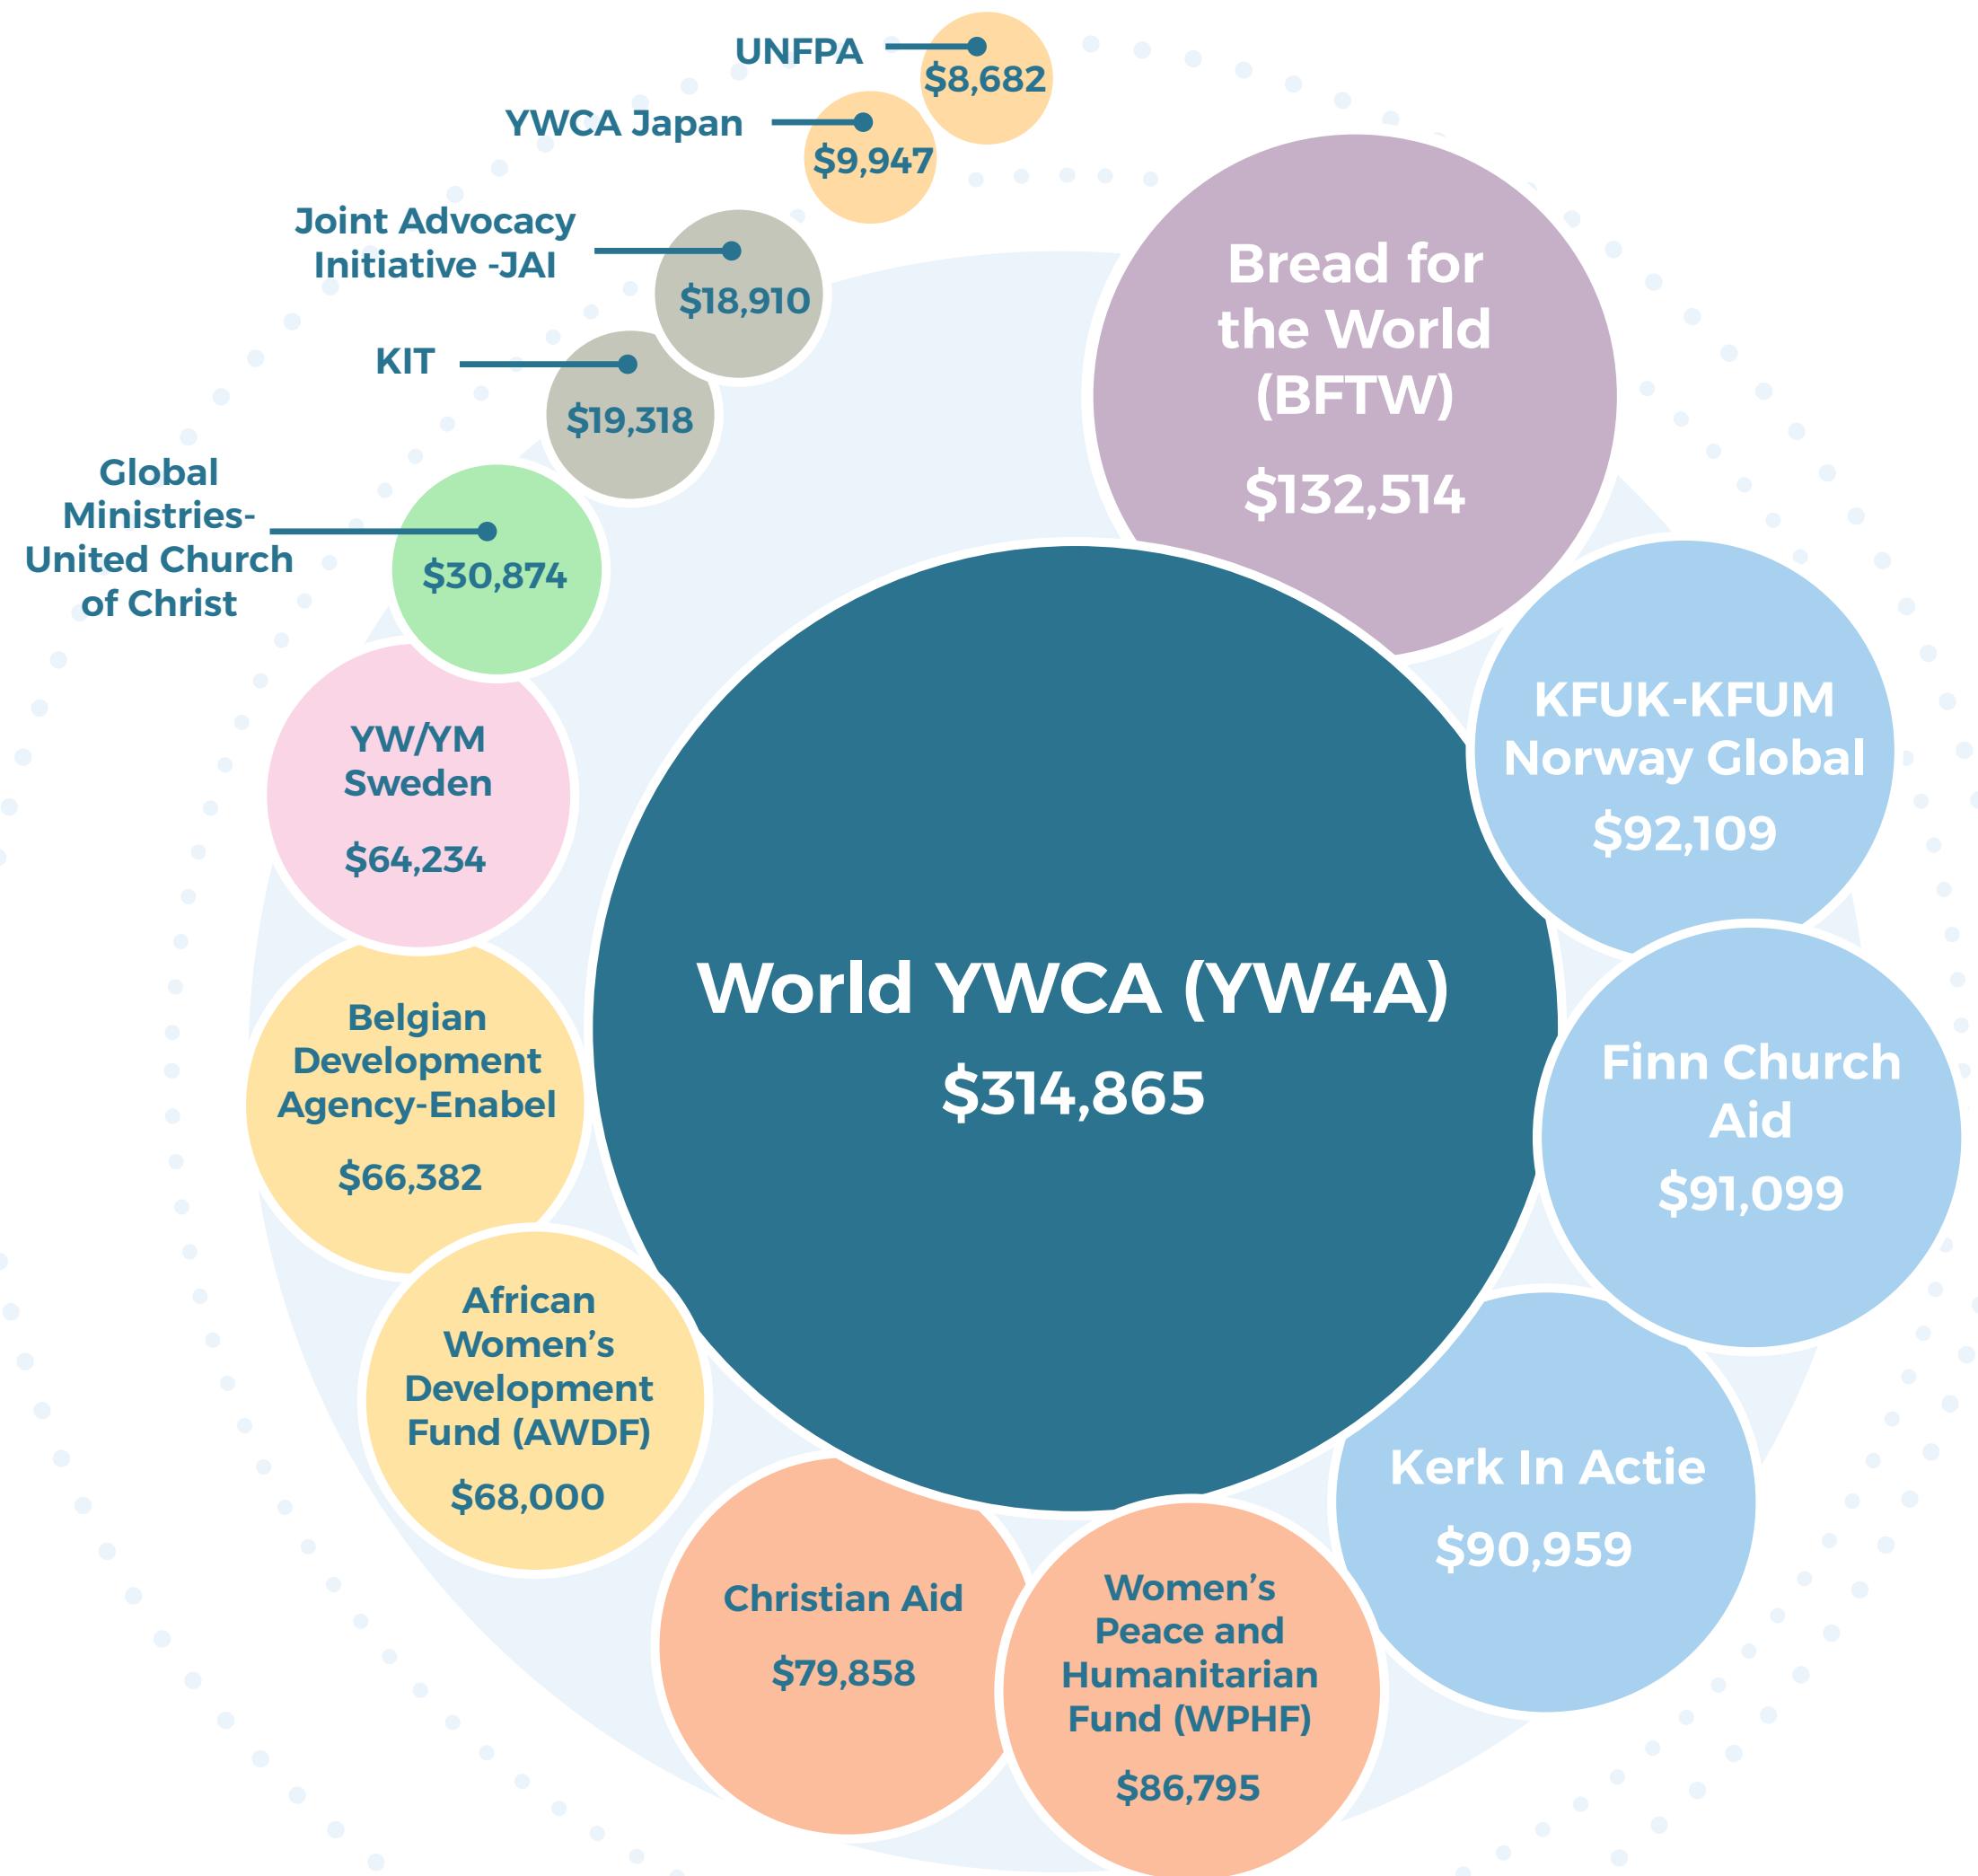 UNFPA
$8,682
YWCA Japan
$9,947
Joint Advocacy
Initiative -JAI
$18,910
KIT
$19,318
Global
Ministries-
United Church
of Christ
$30,874
YW/YM
Sweden
$64,234
Belgian
Development
Agency-Enabel
$66,382
African
Women’s
Development
Fund (AWDF)
$68,000
Christian Aid
$79,858
Women’s
Peace and
Humanitarian
Fund (WPHF)
$86,795
Kerk In Actie
$90,959
Finn Church
Aid
$91,099
KFUK-KFUM
Norway Global
$92,109
Bread for
the World
(BFTW)
$132,514
World YWCA (YW4A)
$314,865